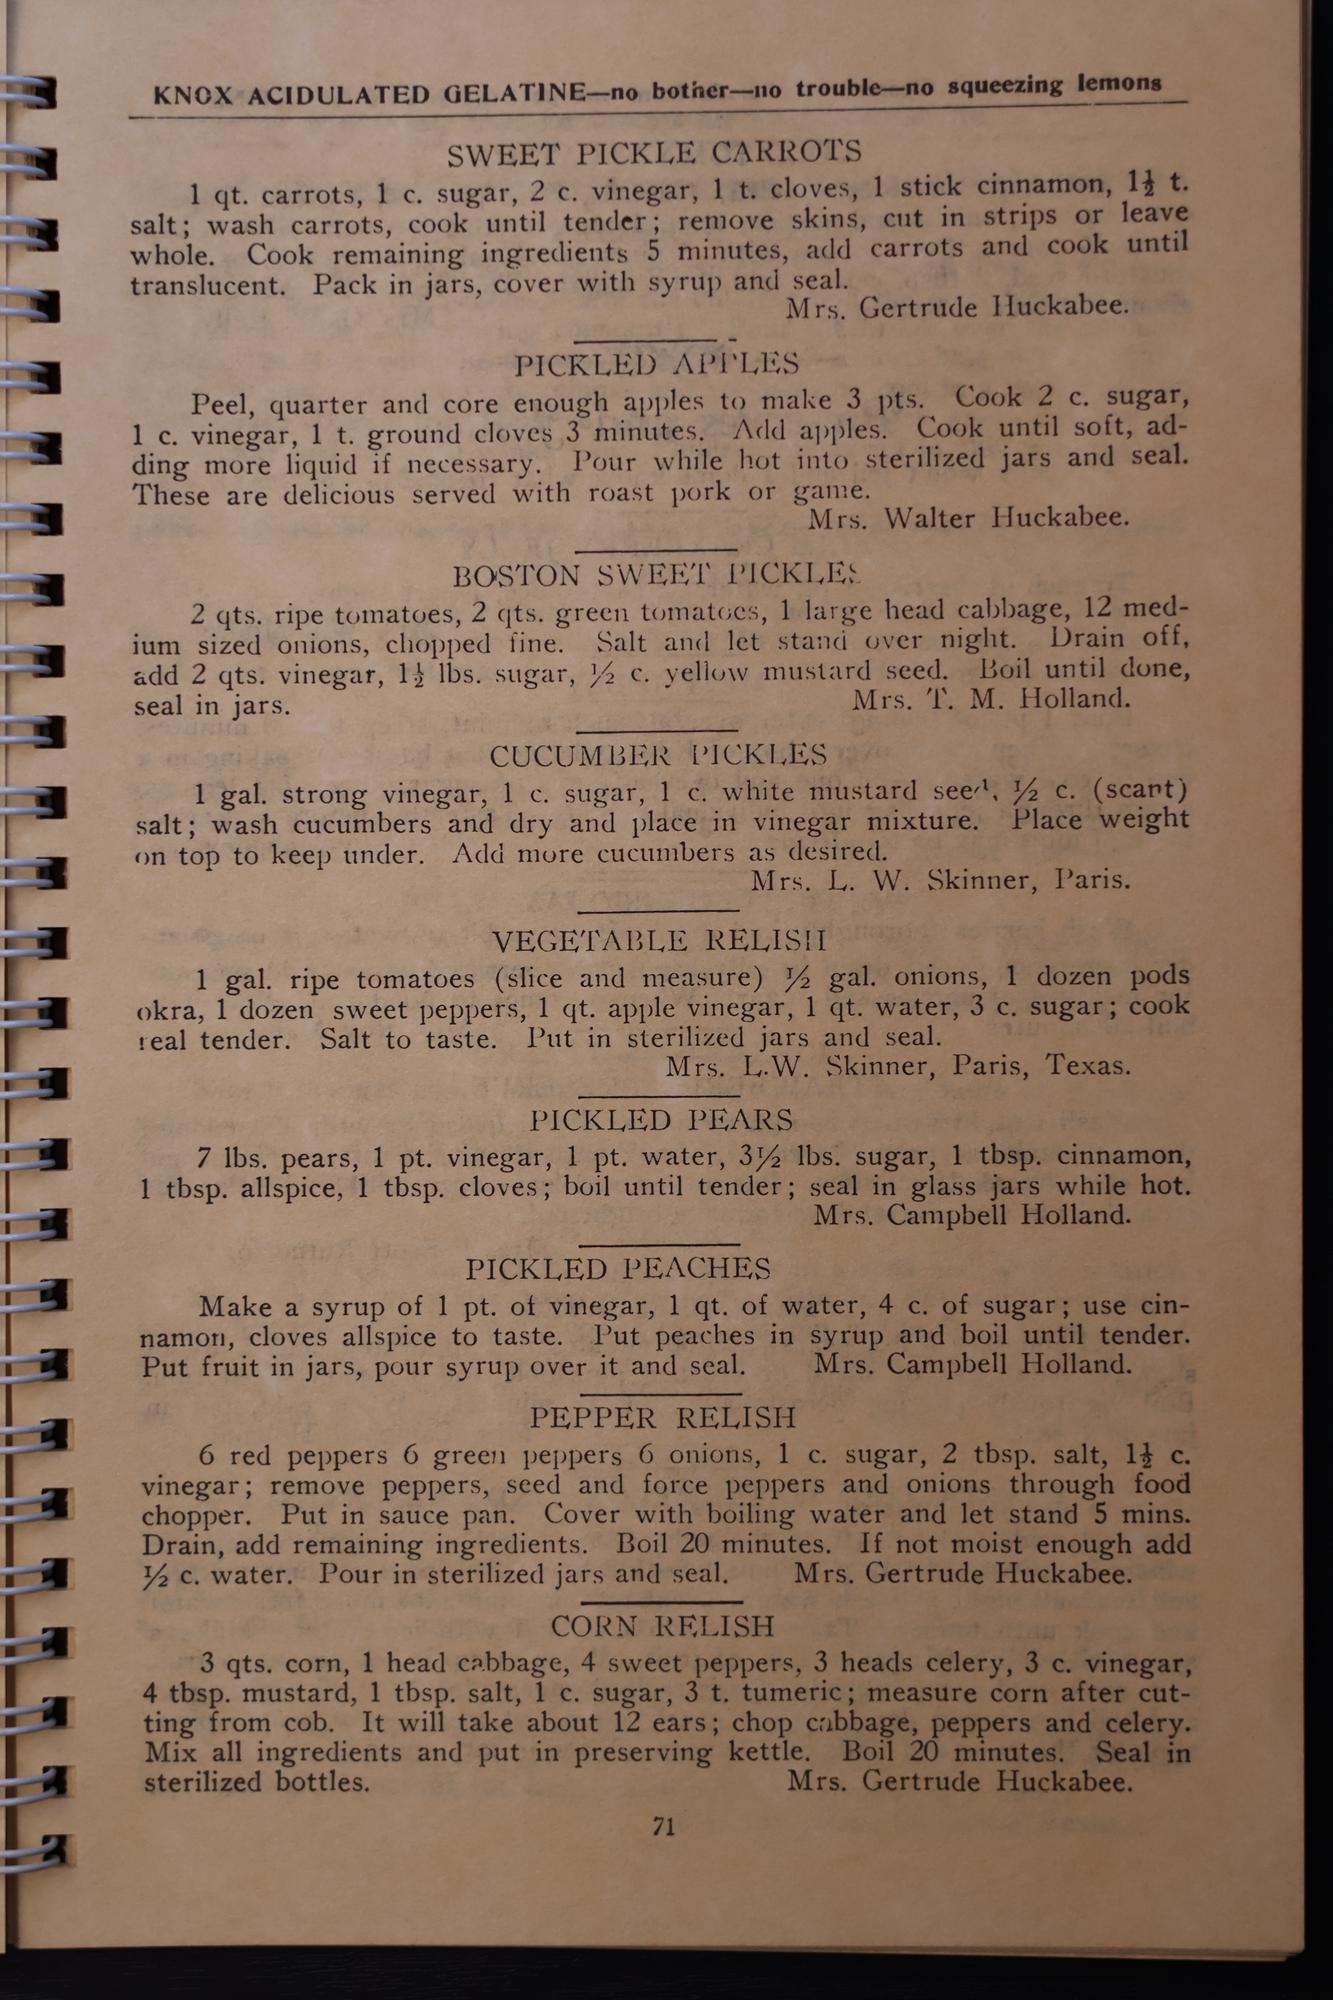 KNOX ACIDULATED GELATINE—no bother—no trouble—no squeezing lemons
SWEET PICKLE CARROTS
1 qt. carrots, 1 c. sugar, 2 c. vinegar, 1 t. cloves, 1 stick cinnamon, 1½ t.
salt; wash carrots, cook until tender; remove skins, cut in strips or leave
whole. Cook remaining ingredients 5 minutes, add carrots and cook until
translucent. Pack in jars, cover with syrup and seal.
Mrs. Gertrude Huckabee.
PICKLED APPLES
Peel, quarter and core enough apples to make 3 pts. Cook 2 c. sugar,
1 c. vinegar, 1 t. ground cloves 3 minutes. Add apples. Cook until soft, ad-
ding more liquid if necessary. Pour while hot into sterilized jars and seal.
These are delicious served with roast pork or game.
Mrs. Walter Huckabee.
BOSTON SWEET PICKLES
2 qts. ripe tomatoes, 2 qts. green tomatoes, 1 large head cabbage, 12 med-
ium sized onions, chopped fine. Salt and let stand over night. Drain off,
add 2 qts. vinegar, 1½ lbs. sugar, ½ c. yellow mustard seed. Boil until done,
seal in jars. Mrs. T. M. Holland.
CUCUMBER PICKLES
1 gal. strong vinegar, 1 c. sugar, 1 c. white mustard seed, ½ c. (scant)
salt; wash cucumbers and dry and place in vinegar mixture. Place weight
on top to keep under. Add more cucumbers as desired.
Mrs. L. W. Skinner, Paris.
VEGETABLE RELISH
1 gal. ripe tomatoes (slice and measure) ½ gal. onions, 1 dozen pods
okra, 1 dozen sweet peppers, 1 qt. apple vinegar, 1 qt. water, 3 c. sugar; cook
real tender. Salt to taste. Put in sterilized jars and seal.
Mrs. L.W. Skinner, Paris, Texas.
PICKLED PEARS
7 lbs. pears, 1 pt. vinegar, 1 pt. water, 3½ lbs. sugar, 1 tbsp. cinnamon,
1 tbsp. allspice, 1 tbsp. cloves; boil until tender; seal in glass jars while hot.
Mrs. Campbell Holland.
PICKLED PEACHES
Make a syrup of 1 pt. of vinegar, 1 qt. of water, 4 c. of sugar; use cin-
namon, cloves allspice to taste. Put peaches in syrup and boil until tender.
Put fruit in jars, pour syrup over it and seal. Mrs. Campbell Holland.
PEPPER RELISH
6 red peppers 6 green peppers 6 onions, 1 c. sugar, 2 tbsp. salt, 1½ c.
vinegar; remove peppers, seed and force peppers and onions through food
chopper. Put in sauce pan. Cover with boiling water and let stand 5 mins.
Drain, add remaining ingredients. Boil 20 minutes. If not moist enough add
½ c. water. Pour in sterilized jars and seal. Mrs. Gertrude Huckabee.
CORN RELISH
3 qts. corn, 1 head cabbage, 4 sweet peppers, 3 heads celery, 3 c. vinegar,
4 tbsp. mustard, 1 tbsp. salt, 1 c. sugar, 3 t. tumeric; measure corn after cut-
ting from cob. It will take about 12 ears; chop cabbage, peppers and celery.
Mix all ingredients and put in preserving kettle. Boil 20 minutes. Seal in
sterilized bottles. Mrs. Gertrude Huckabee.
71